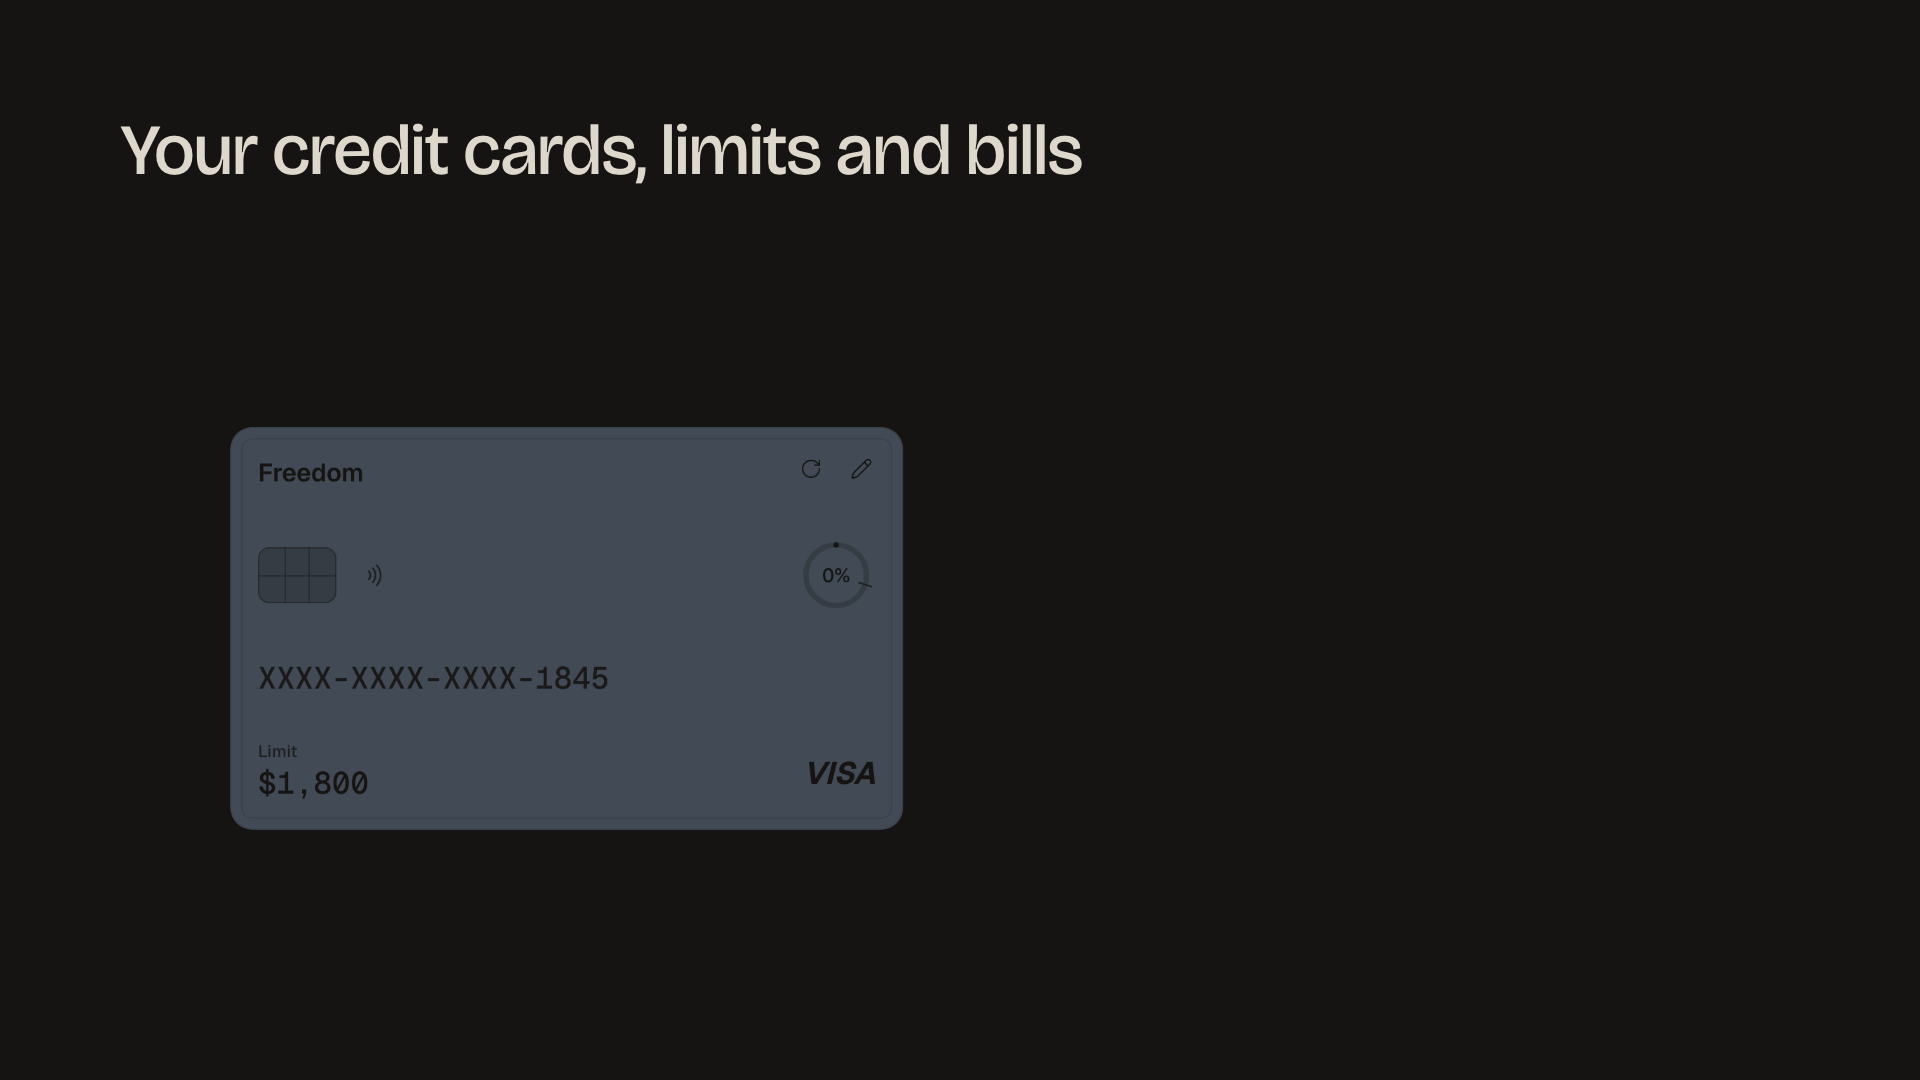 Your credit cards, limits and bills
Freedom
0%
XXXX-XXXX-XXXX-1845
Limit
$1,800
VISA